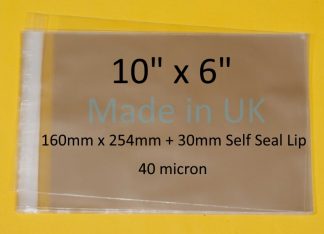 10" x 6"
Made in UK
160mm x 254mm + 30mm Self Seal Lip
40 micron